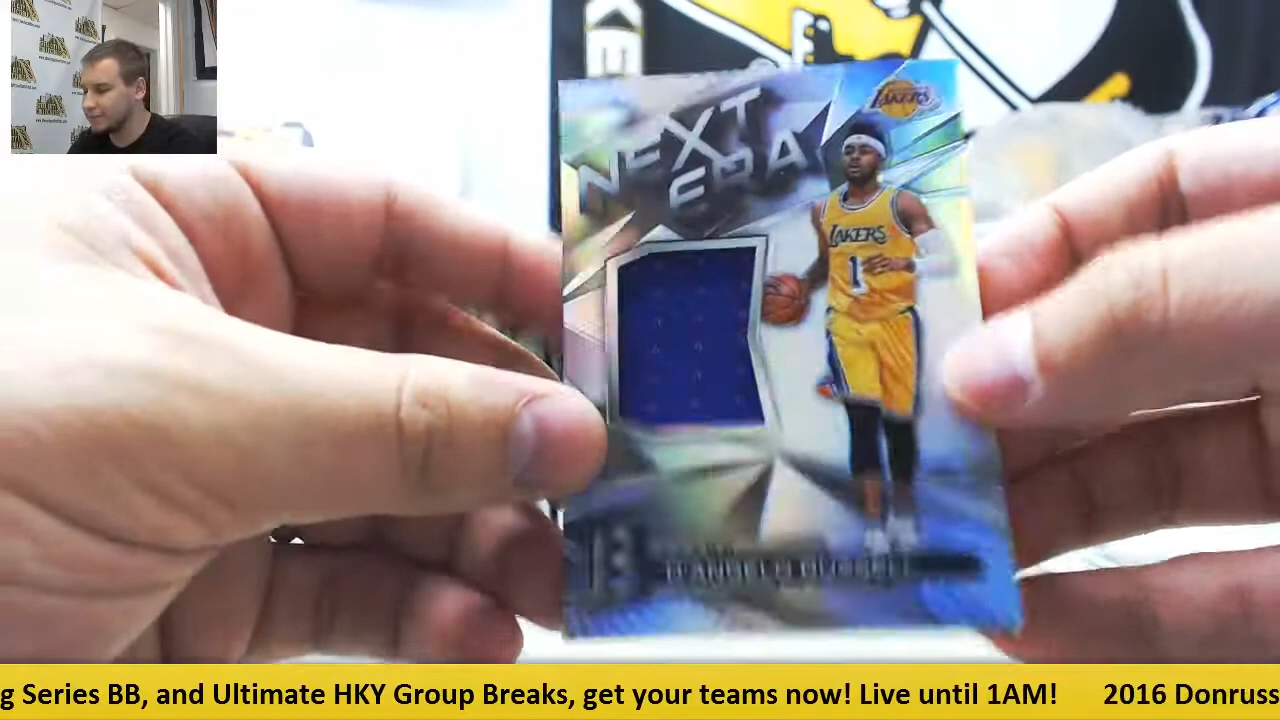 NEXT
ERA
LAKERS
LAKERS
1
g Series BB, and Ultimate HKY Group Breaks, get your teams now! Live until 1AM! 2016 Donruss